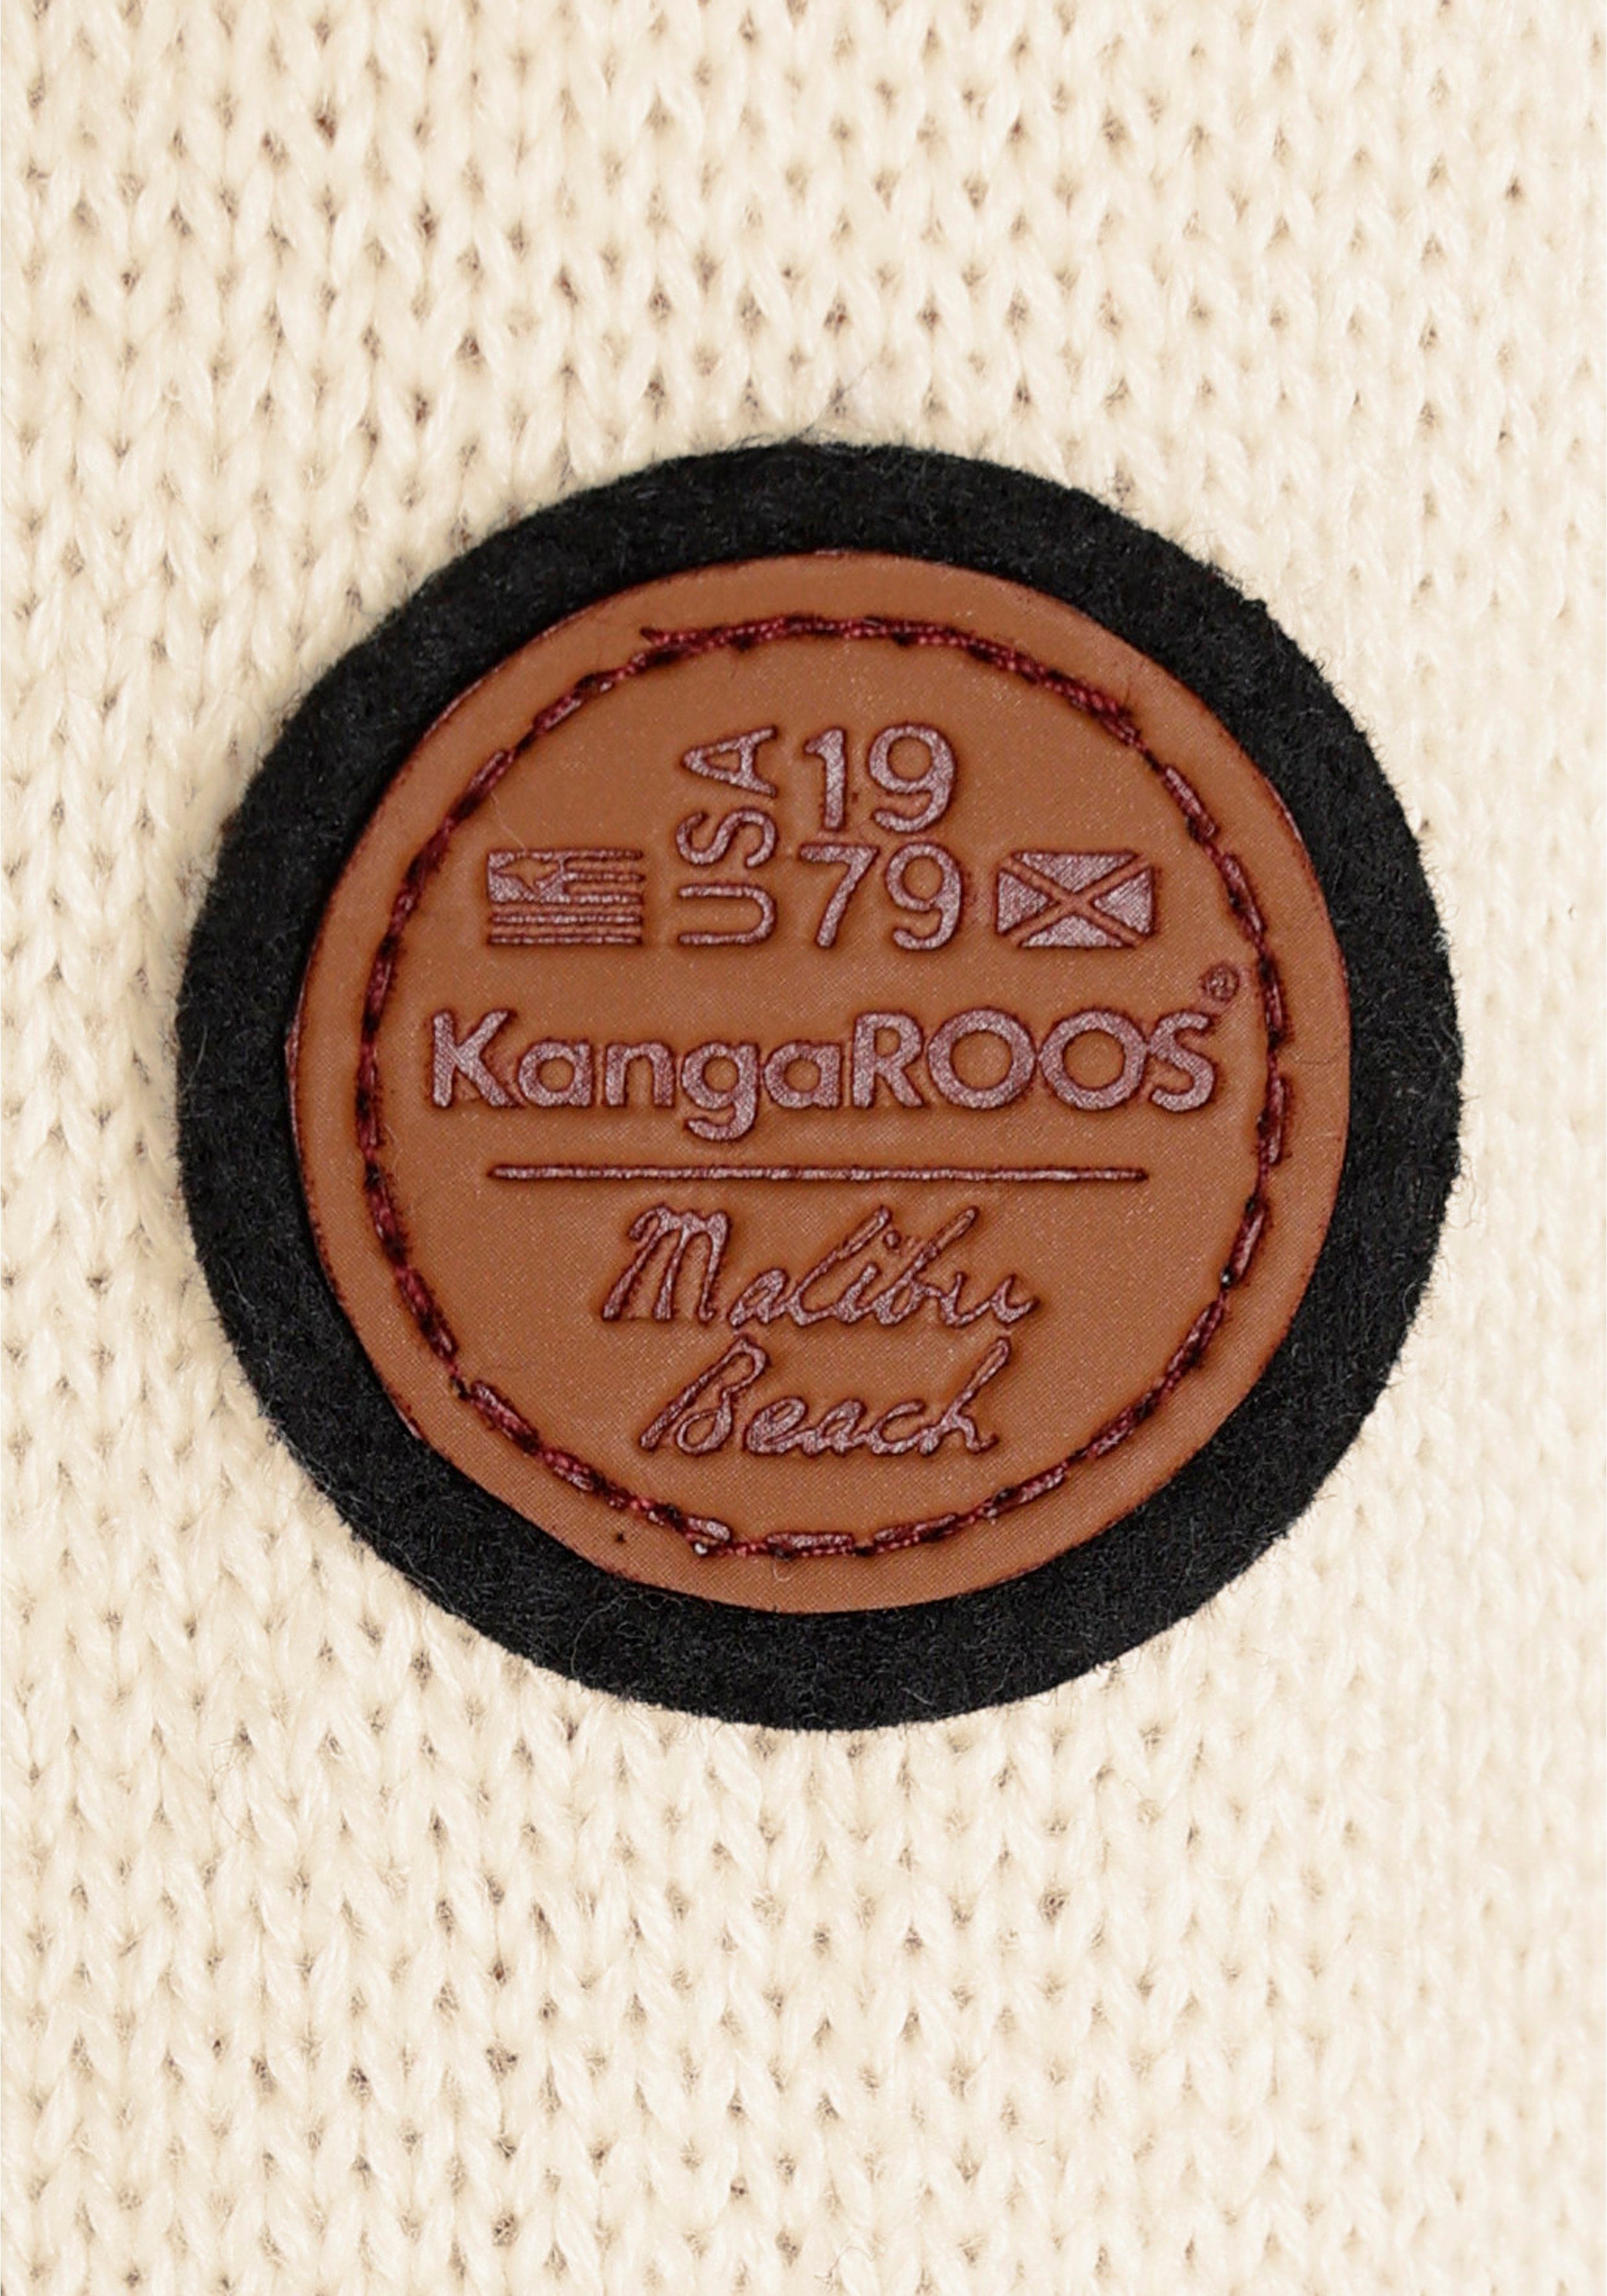 USA 19
79
KangaROOS®
Malibu
Beach